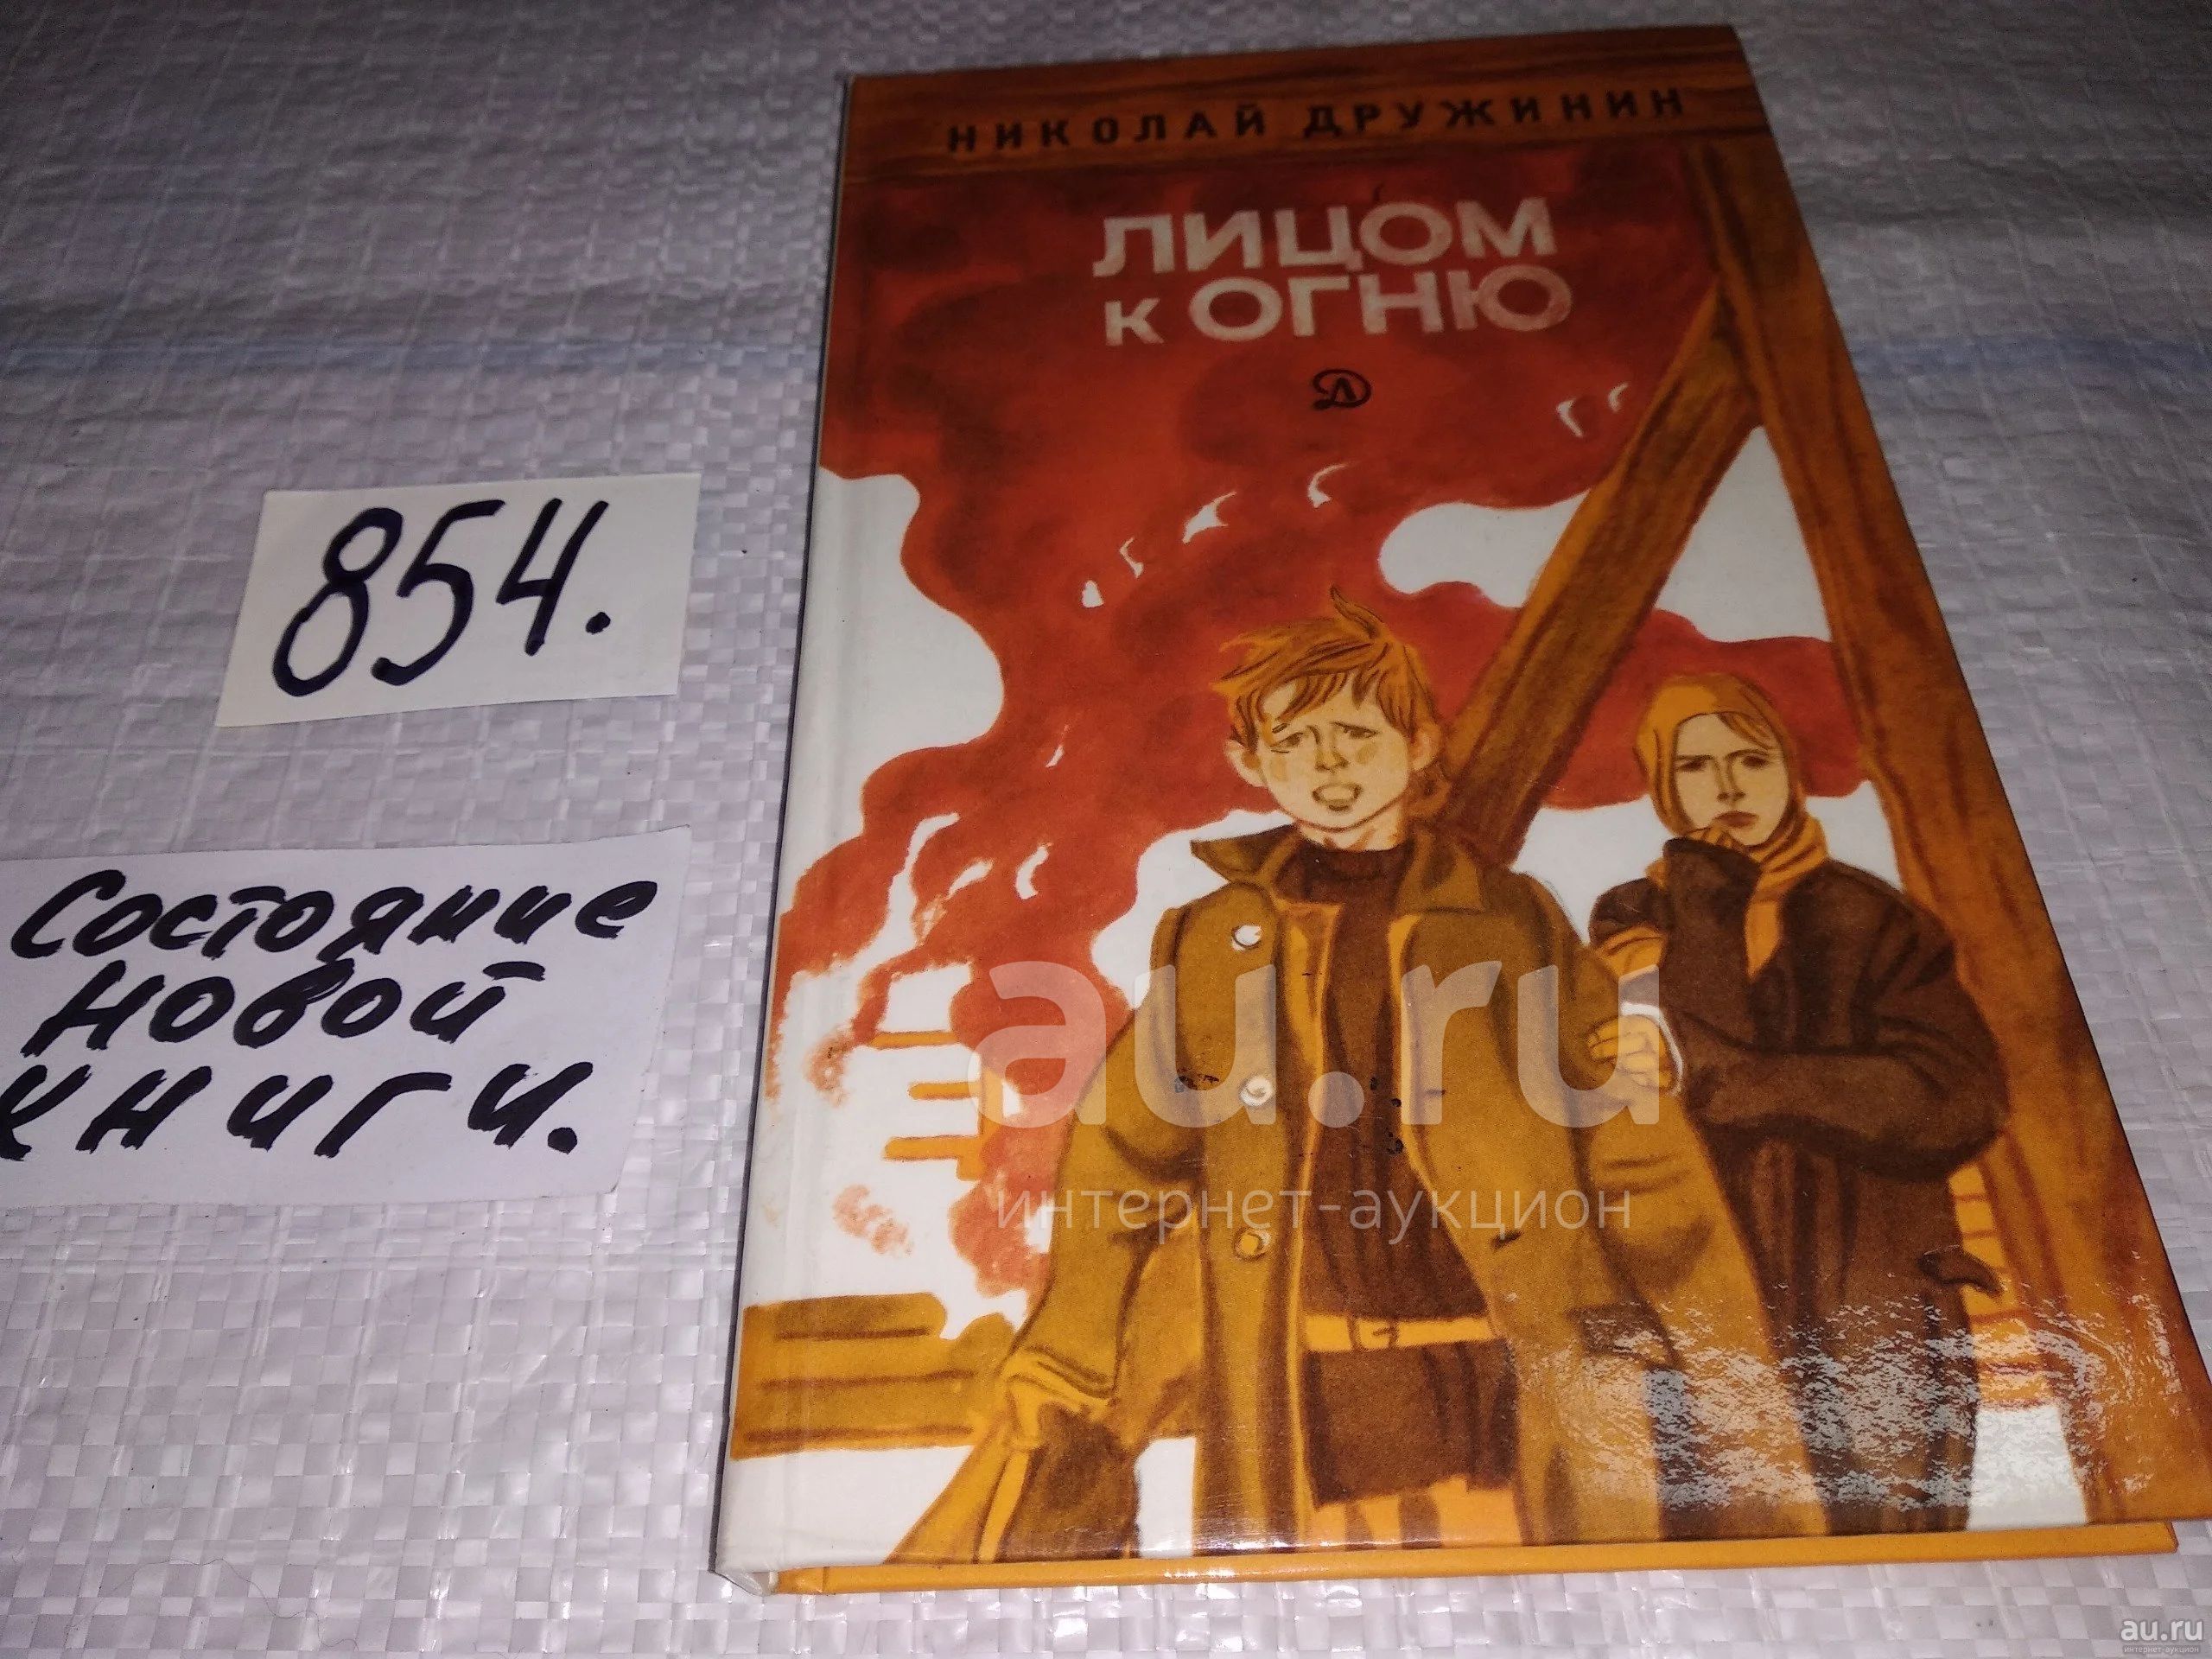 НИКОЛАЙ ДРУЖИНИН
ЛИЦОМ
К ОГНЮ
Д
854.
Состояние
новой
книги.
au.ru
интернет-аукцион
au.ru
интернет-аукцион